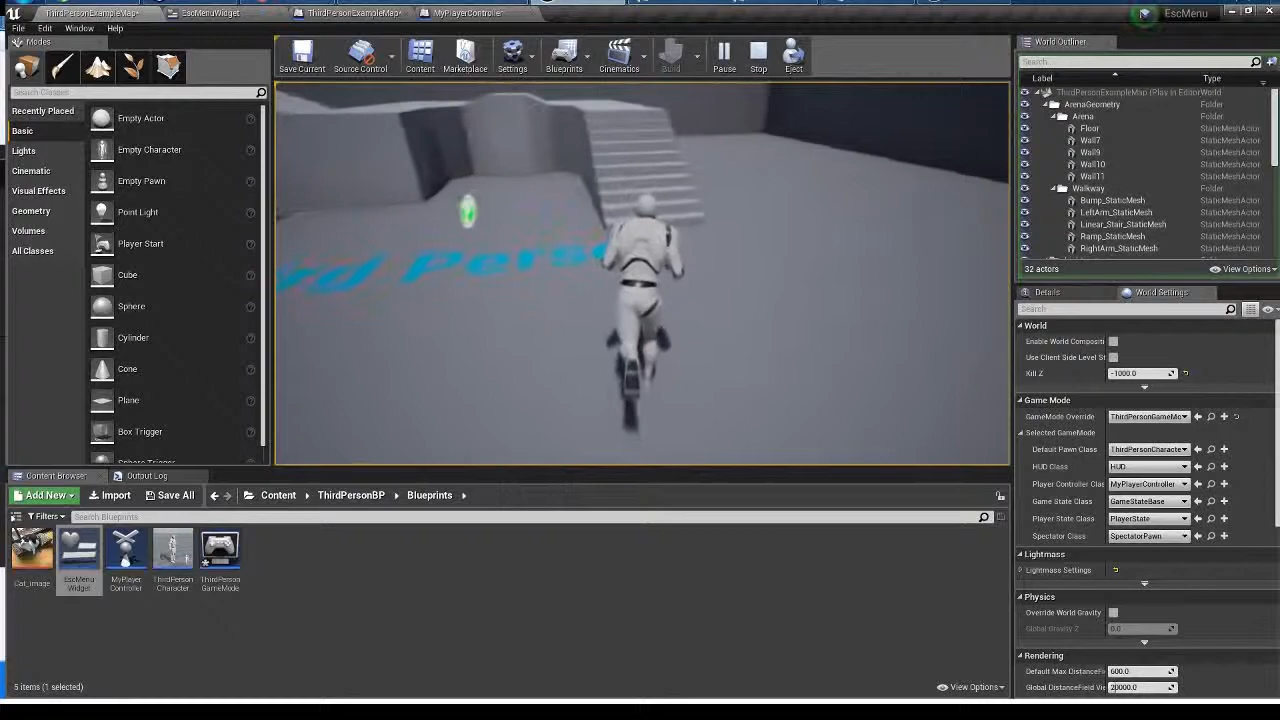 ThirdPersonExampleMap*
EscMenuWidget
ThirdPersonExampleMap*
MyPlayerController*
EscMenu
File Edit Window Help
Modes
Search Classes
Recently Placed
Basic
Lights
Cinematic
Visual Effects
Geometry
Volumes
All Classes
Empty Actor
Empty Character
Empty Pawn
Point Light
Player Start
Cube
Sphere
Cylinder
Cone
Plane
Box Trigger
Sphere Trigger
Save Current
Source Control
Content
Marketplace
Settings
Blueprints
Cinematics
Build
Pause
Stop
Eject
Perso
World Outliner
Search...
Label Type
ThirdPersonExampleMap (Play In Editor) World
ArenaGeometry Folder
Arena Folder
Floor StaticMeshActor
Wall7 StaticMeshActor
Wall9 StaticMeshActor
Wall10 StaticMeshActor
Wall11 StaticMeshActor
Walkway Folder
Bump_StaticMesh StaticMeshActor
LeftArm_StaticMesh StaticMeshActor
Linear_Stair_StaticMesh StaticMeshActor
Ramp_StaticMesh StaticMeshActor
RightArm_StaticMesh StaticMeshActor
32 actors
View Options
Details World Settings
Search
World
Enable World Compositi
Use Client Side Level St
Kill Z -1000.0
Game Mode
GameMode Override ThirdPersonGameMo
Selected GameMode
Default Pawn Class ThirdPersonCharacte
HUD Class HUD
Player Controller Clas MyPlayerController
Game State Class GameStateBase
Player State Class PlayerState
Spectator Class SpectatorPawn
Lightmass
Lightmass Settings
Physics
Override World Gravity
Global Gravity Z 0.0
Rendering
Default Max DistanceFi 600.0
Global DistanceField Vie 20000.0
Content Browser Output Log
Add New Import Save All Content ThirdPersonBP Blueprints
Filters Search Blueprints
Cat_image
EscMenu
Widget
MyPlayer
Controller
ThirdPerson
Character
ThirdPerson
GameMode
5 items (1 selected)
View Options